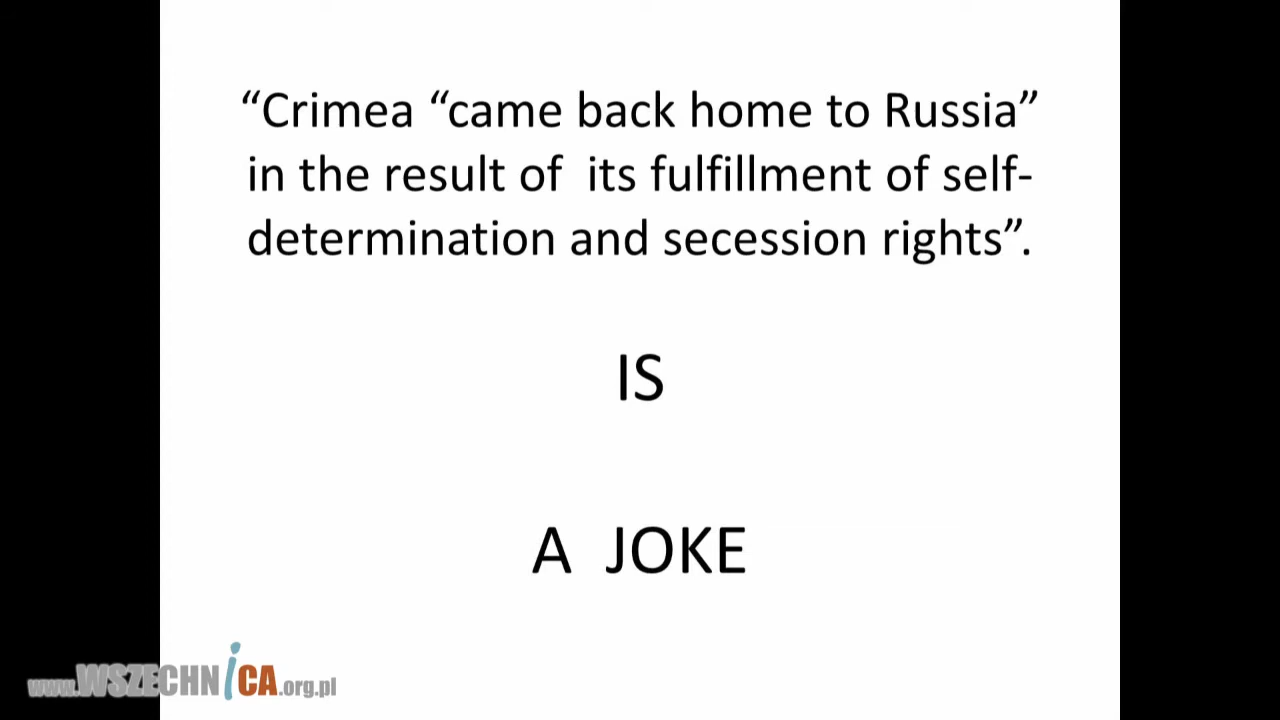 “Crimea “came back home to Russia”
in the result of  its fulfillment of self-
determination and secession rights”.
IS
A  JOKE
www.WSZECHNiCA.org.pl